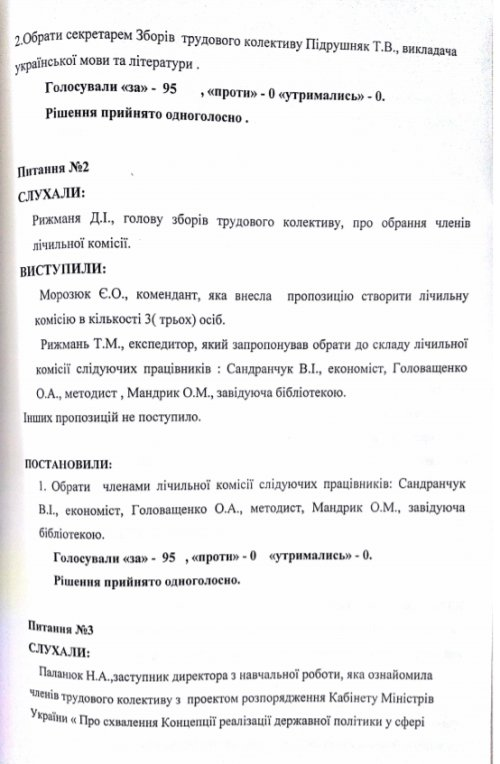 2.Обрати секретарем Зборів трудового колективу Підрушняк Т.В., викладача
української мови та літератури .
Голосували «за» - 95 , «проти» - 0 «утримались» - 0.
Рішення прийнято одноголосно .
Питання №2
СЛУХАЛИ:
Рижманя Д.І., голову зборів трудового колективу, про обрання членів
лічильної комісії.
ВИСТУПИЛИ:
Морозюк Є.О., комендант, яка внесла пропозицію створити лічильну
комісію в кількості 3( трьох) осіб.
Рижмань Т.М., експедитор, який запропонував обрати до складу лічильної
комісії слідуючих працівників : Сандранчук В.І., економіст, Головащенко
О.А., методист , Мандрик О.М., завідуюча бібліотекою.
Інших пропозицій не поступило.
ПОСТАНОВИЛИ:
1. Обрати членами лічильної комісії слідуючих працівників: Сандранчук
В.І., економіст, Головащенко О.А., методист, Мандрик О.М., завідуюча
бібліотекою.
Голосували «за» - 95 , «проти» - 0 «утримались» - 0.
Рішення прийнято одноголосно.
Питання №3
СЛУХАЛИ:
Паланюк Н.А.,заступник директора з навчальної роботи, яка ознайомила
членів трудового колективу з проектом розпорядження Кабінету Міністрів
України « Про схвалення Концепції реалізації державної політики у сфері